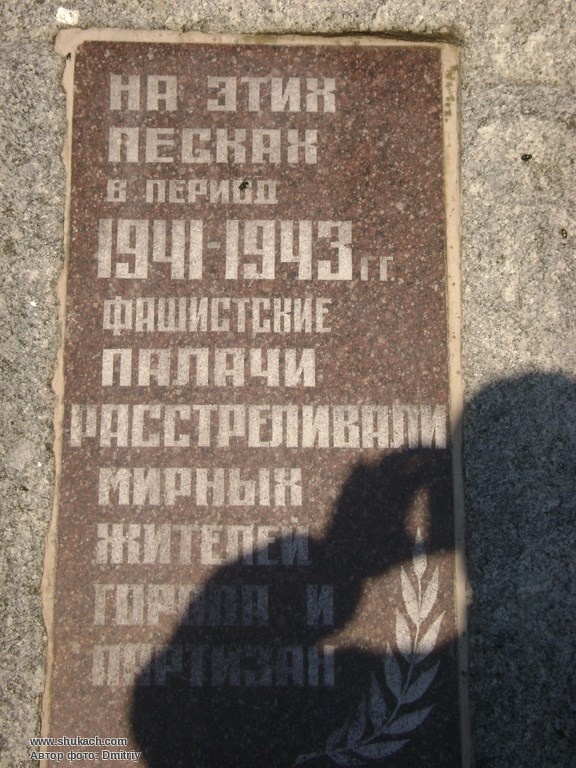 НА ЭТИХ
ПЕСКАХ
В ПЕРИОД
1941-1943 гг.
ФАШИСТСКИЕ
ПАЛАЧИ
РАССТРЕЛИВАЛИ
МИРНЫХ
ЖИТЕЛЕЙ
ГОРОДА И
ПАРТИЗАН
www.shukach.com
Автор фото: Dmitriy